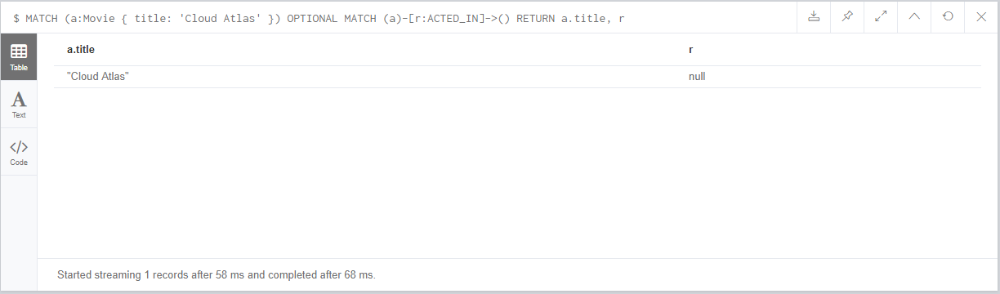 $ MATCH (a:Movie { title: 'Cloud Atlas' }) OPTIONAL MATCH (a)-[r:ACTED_IN]->() RETURN a.title, r
Table
a.title r
"Cloud Atlas" null
A
Text
</>
Code
Started streaming 1 records after 58 ms and completed after 68 ms.